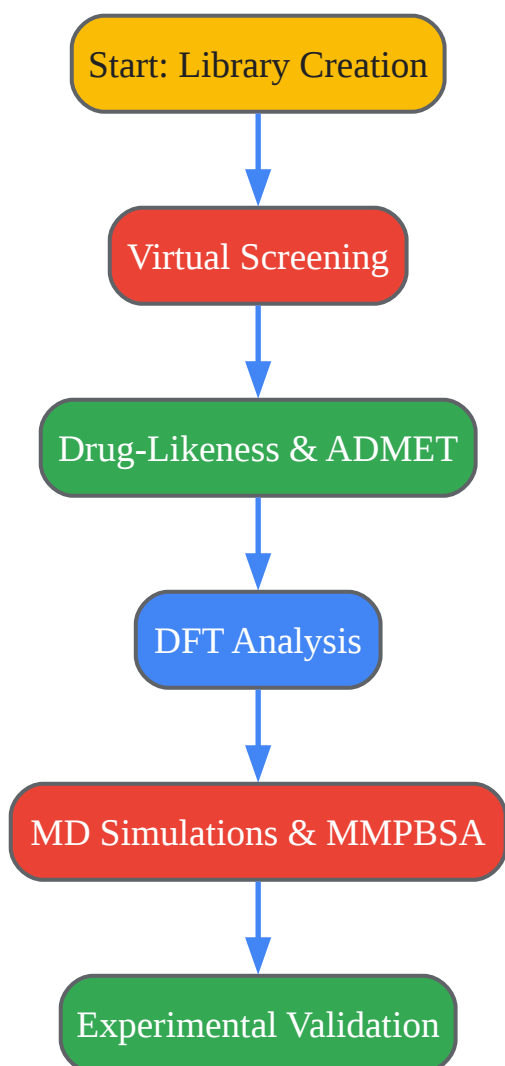 Start: Library Creation
Virtual Screening
Drug-Likeness & ADMET
DFT Analysis
MD Simulations & MMPBSA
Experimental Validation